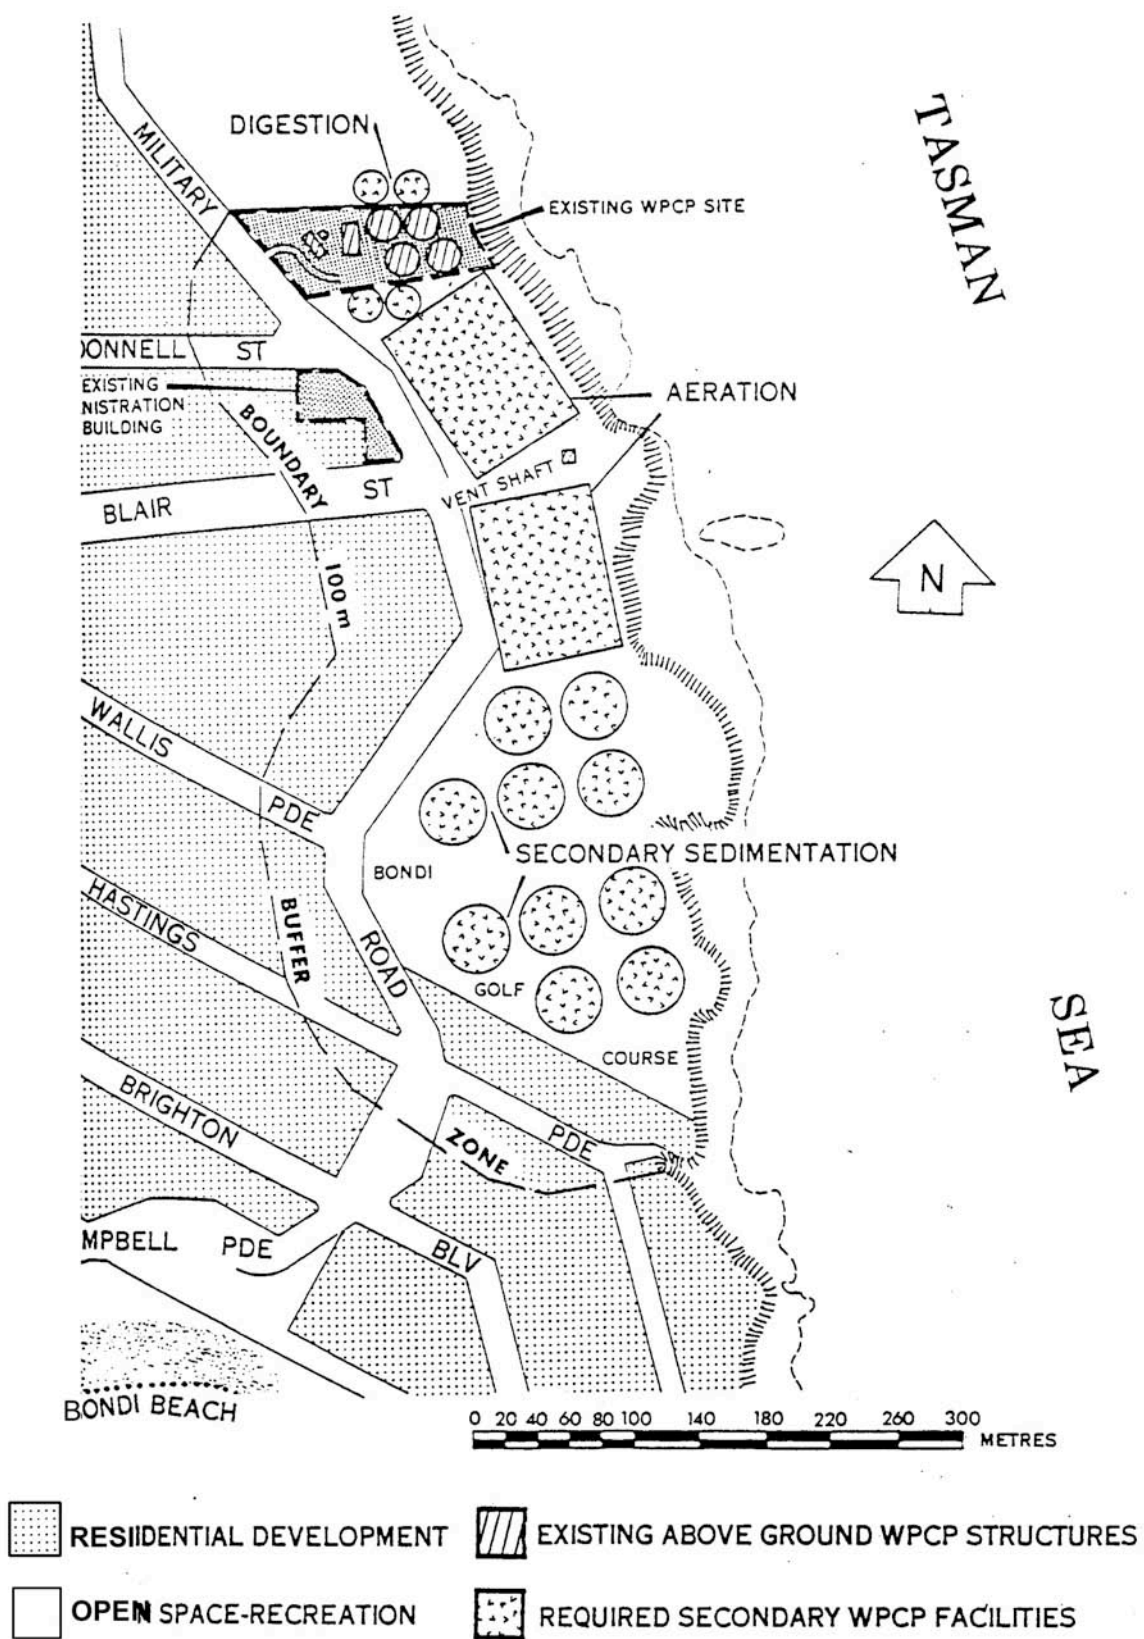 TASMAN
DIGESTION
MILITARY
EXISTING WPCP SITE
ONNELL ST
EXISTING
NISTRATION
BUILDING
AERATION
BOUNDARY
VENT SHAFT
BLAIR ST
N
100 m
WALLIS PDE
SECONDARY SEDIMENTATION
BONDI
HASTINGS
BUFFER
ROAD
GOLF
SEA
COURSE
BRIGHTON
ZONE
PDE
MPBELL PDE
BLV
BONDI BEACH
0 20 40 60 80 100 140 180 220 260 300
METRES
RESIIDENTIAL DEVELOPMENT
EXISTING ABOVE GROUND WPCP STRUCTURES
OPEN SPACE-RECREATION
REQUIRED SECONDARY WPCP FACILITIES